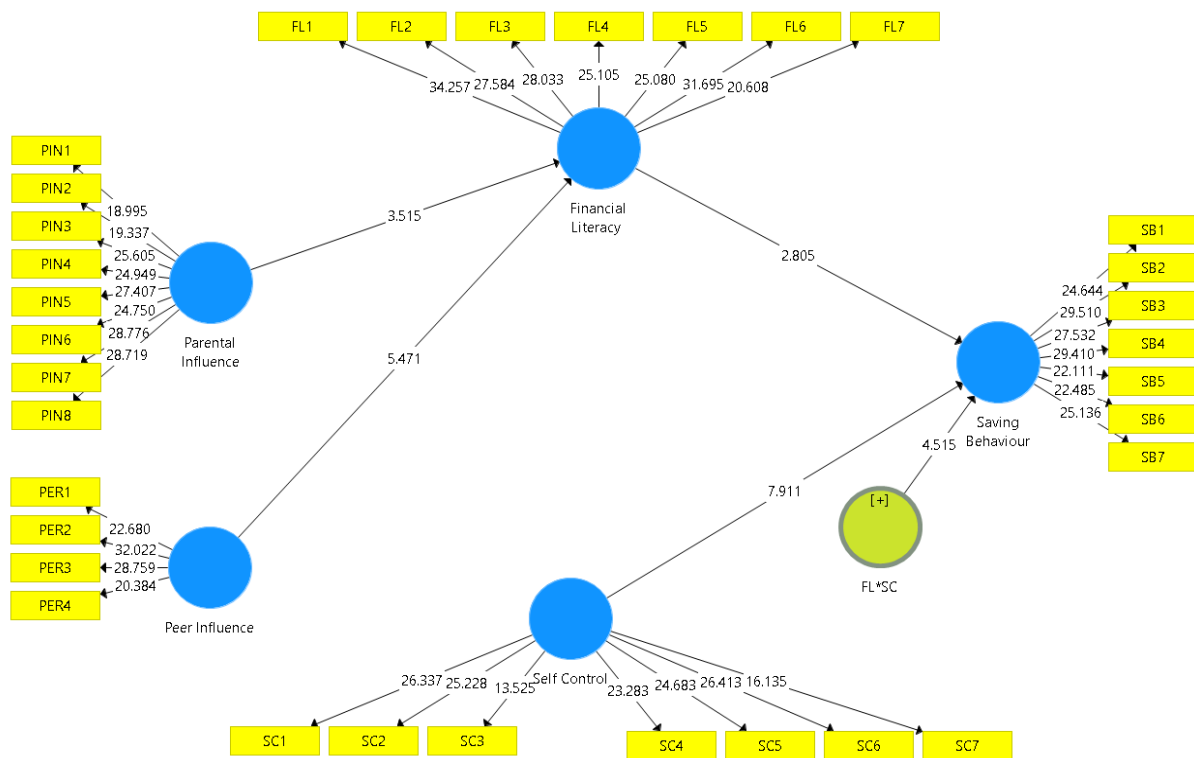 FL1 FL2 FL3 FL4 FL5 FL6 FL7
34.257 27.584 28.033 25.105 25.080 31.695 20.608
Financial
Literacy
PIN1
PIN2
PIN3
PIN4
PIN5
PIN6
PIN7
PIN8
18.995
19.337
25.605
24.949
27.407
24.750
28.776
28.719
Parental
Influence
3.515
5.471
2.805
SB1
SB2
SB3
SB4
SB5
SB6
SB7
24.644
29.510
27.532
29.410
22.111
22.485
25.136
Saving
Behaviour
4.515
7.911
[+]
FL*SC
PER1
PER2
PER3
PER4
22.680
32.022
28.759
20.384
Peer Influence
Self Control
26.337 25.228 13.525 23.283 24.683 26.413 16.135
SC1 SC2 SC3 SC4 SC5 SC6 SC7